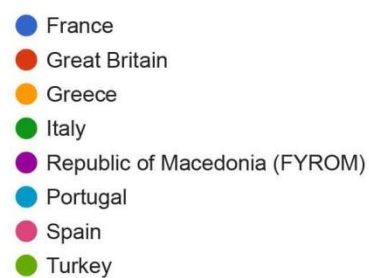 France
Great Britain
Greece
Italy
Republic of Macedonia (FYROM)
Portugal
Spain
Turkey